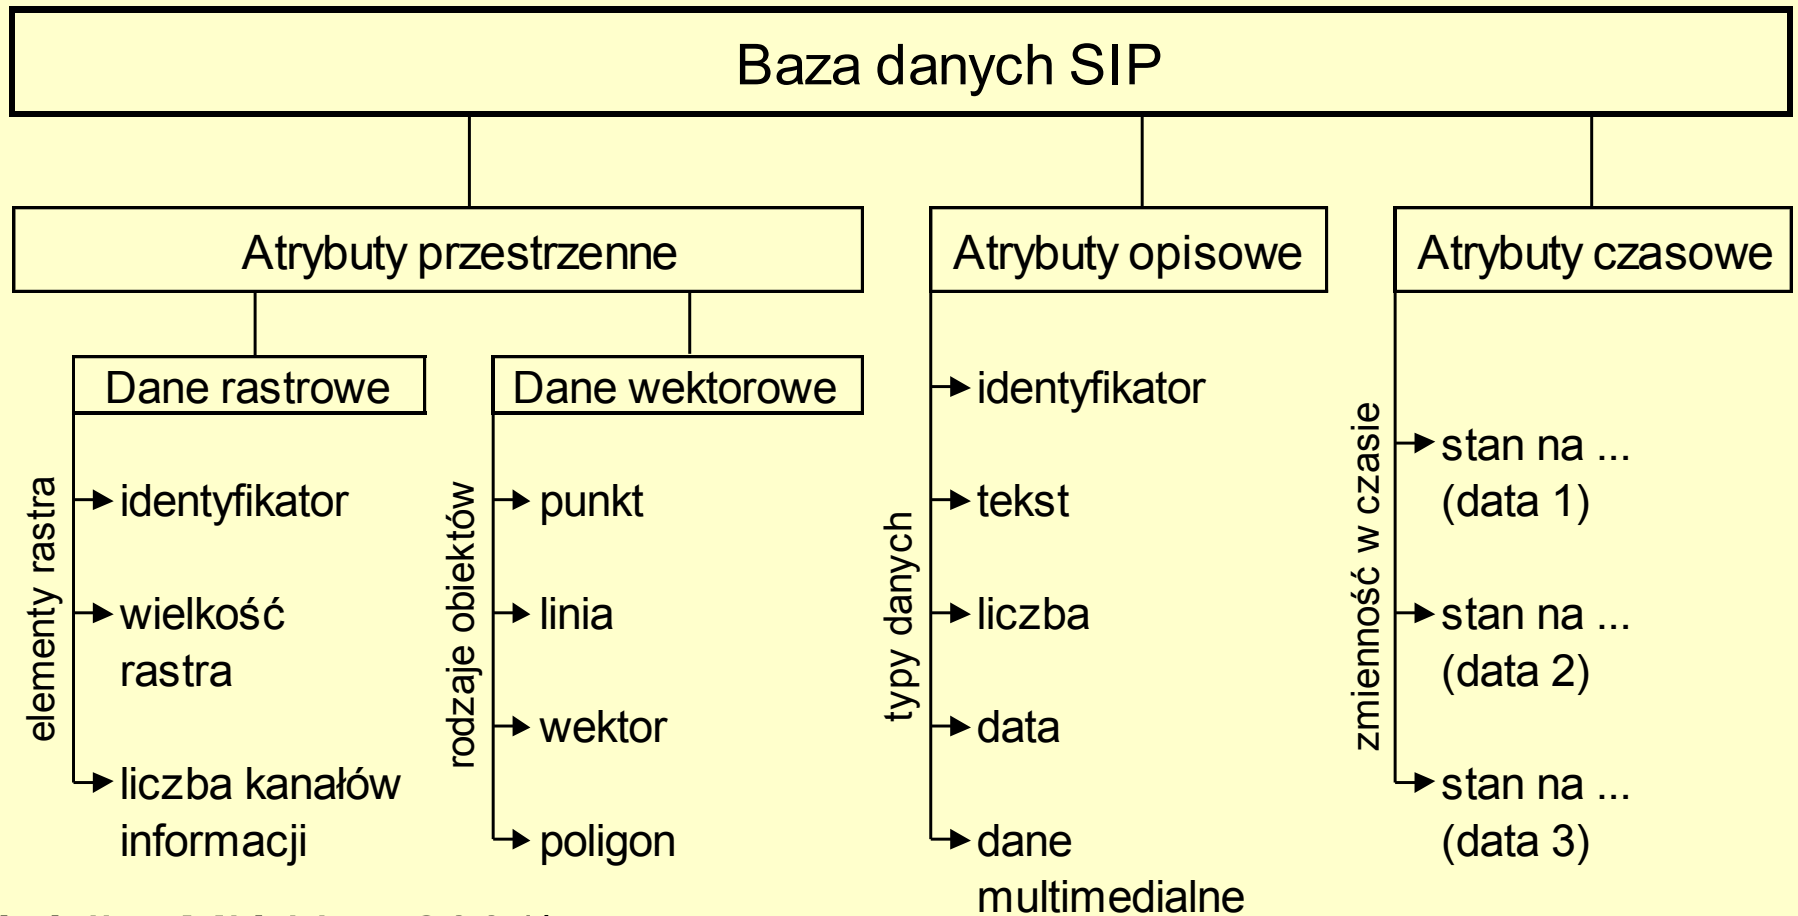 Baza danych SIP
Atrybuty przestrzenne
Atrybuty opisowe
Atrybuty czasowe
Dane rastrowe
Dane wektorowe
elementy rastra
identyfikator
wielkość
rastra
liczba kanałów
informacji
rodzaje obiektów
punkt
linia
wektor
poligon
typy danych
identyfikator
tekst
liczba
data
dane
multimedialne
zmienność w czasie
stan na ...
(data 1)
stan na ...
(data 2)
stan na ...
(data 3)